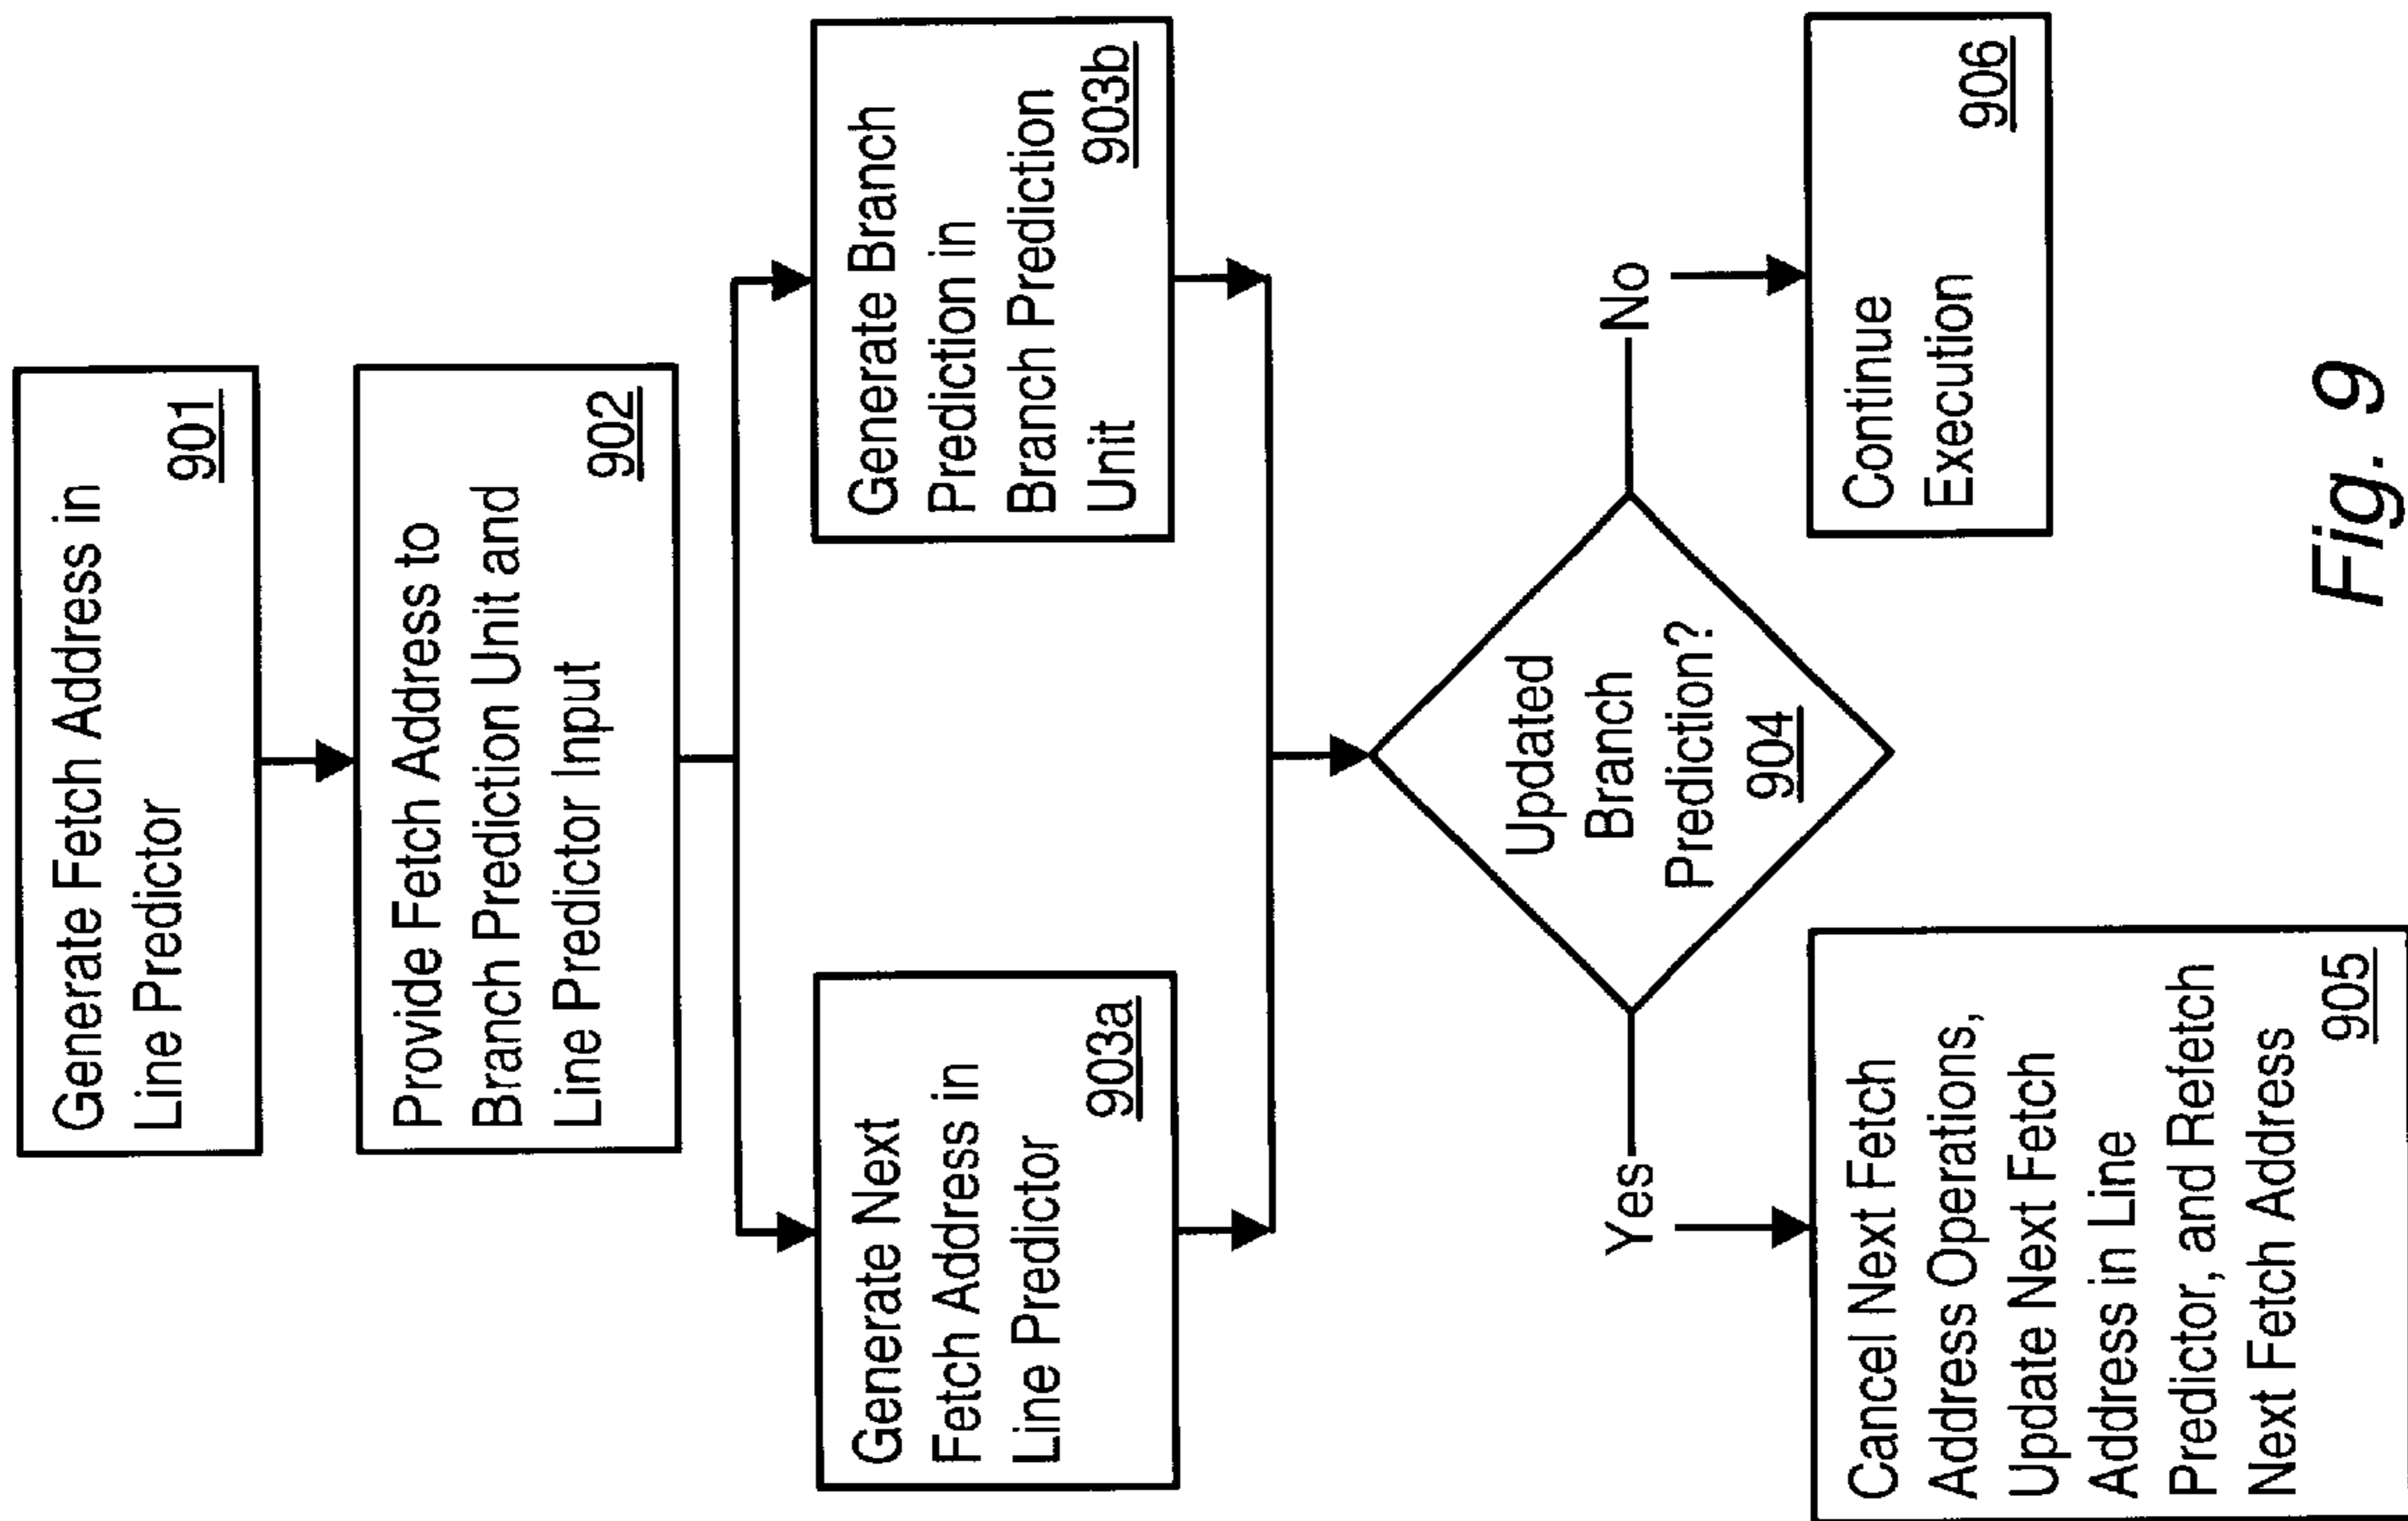 Generate Fetch Address in
Line Predictor
901
Provide Fetch Address to
Branch Prediction Unit and
Line Predictor Input
902
Generate Next
Fetch Address in
Line Predictor
903a
Generate Branch
Prediction in
Branch Prediction
Unit
903b
Updated
Branch
Prediction?
904
Yes
No
Cancel Next Fetch
Address Operations,
Update Next Fetch
Address in Line
Predictor, and Refetch
Next Fetch Address
905
Continue
Execution
906
Fig. 9